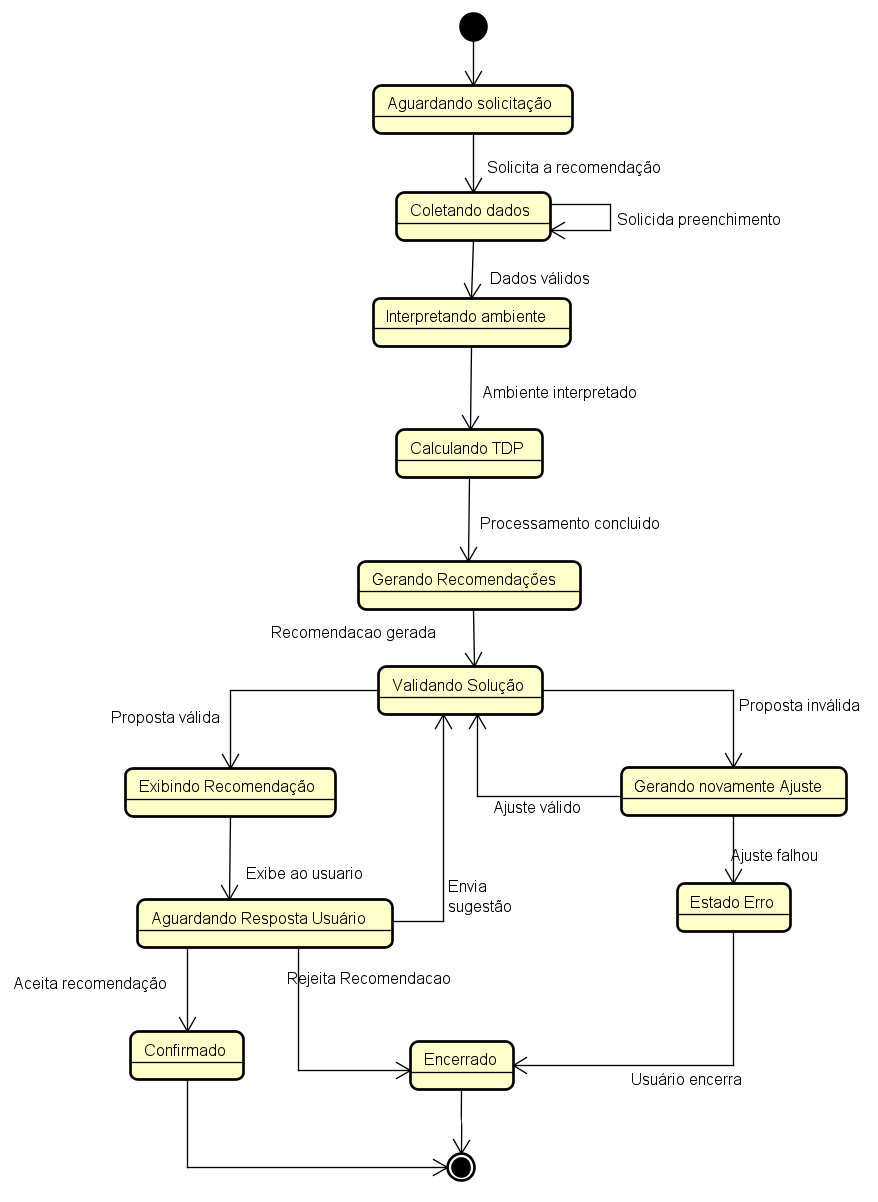 Aguardando solicitação
Solicita a recomendação
Coletando dados
Solicida preenchimento
Dados válidos
Interpretando ambiente
Ambiente interpretado
Calculando TDP
Processamento concluido
Gerando Recomendações
Recomendacao gerada
Validando Solução
Proposta válida
Proposta inválida
Exibindo Recomendação
Gerando novamente Ajuste
Ajuste válido
Ajuste falhou
Exibe ao usuario
Envia
sugestão
Estado Erro
Aguardando Resposta Usuário
Aceita recomendação
Rejeita Recomendacao
Confirmado
Encerrado
Usuário encerra